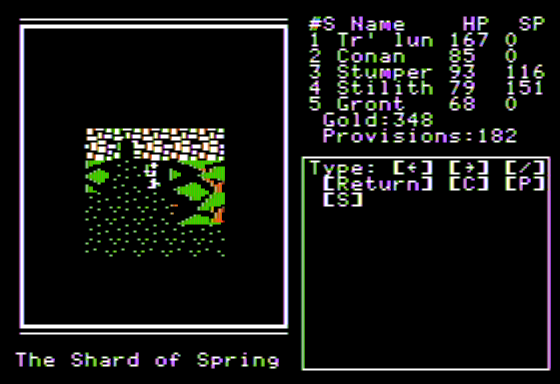 #S Name HP SP
1 Tr' lun 167 0
2 Conan 85 0
3 Stumper 93 116
4 Stilith 79 151
5 Gront 68 0
Gold:348
Provisions:182
Type: [←] [→] [/]
[Return] [C] [P]
[S]
The Shard of Spring